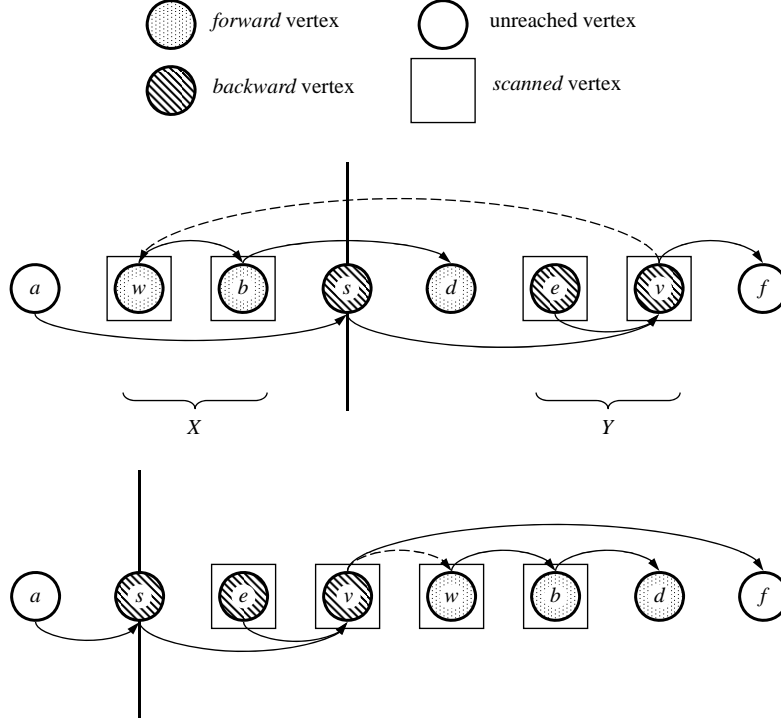 forward vertex
unreached vertex
backward vertex
scanned vertex
a w b s d e v f
X Y
a s e v w b d f